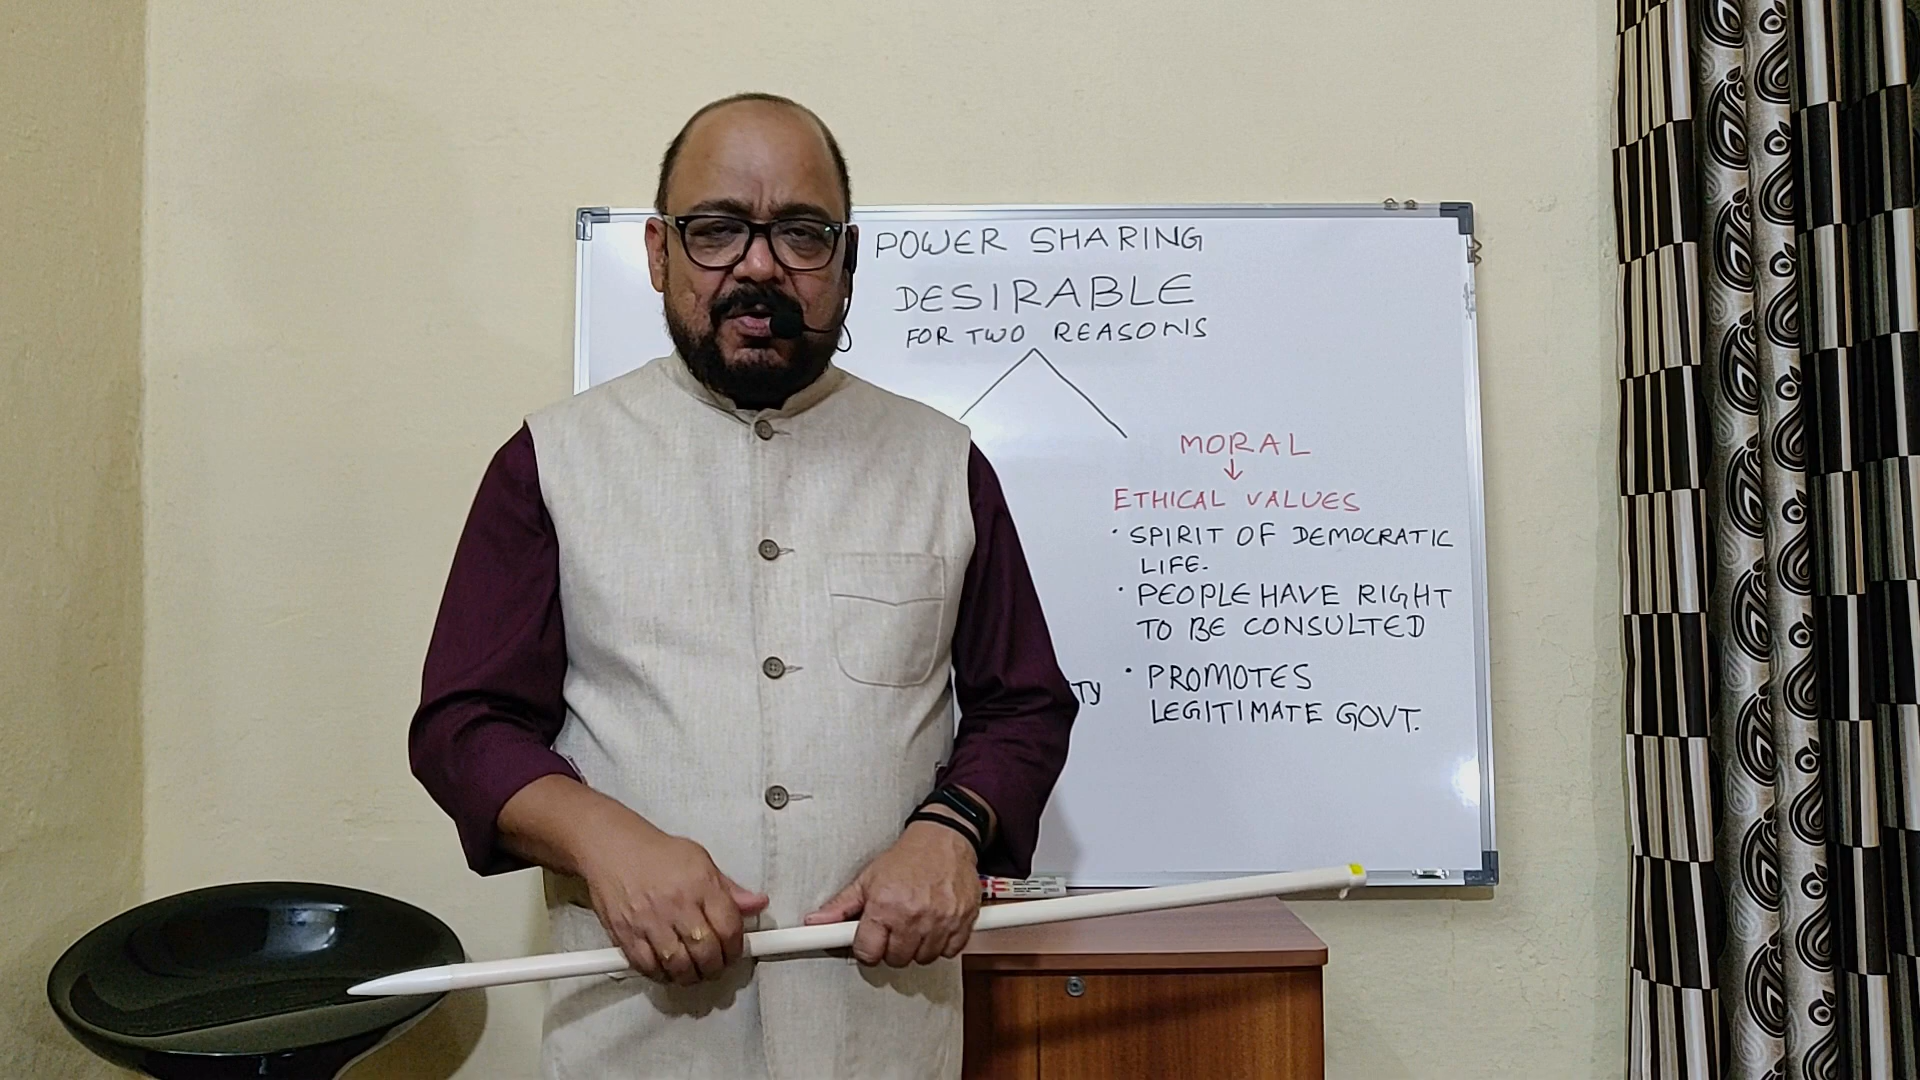 POWER SHARING
DESIRABLE
FOR TWO REASONS
MORAL
ETHICAL VALUES
• SPIRIT OF DEMOCRATIC
LIFE.
• PEOPLE HAVE RIGHT
TO BE CONSULTED
• PROMOTES
LEGITIMATE GOVT.